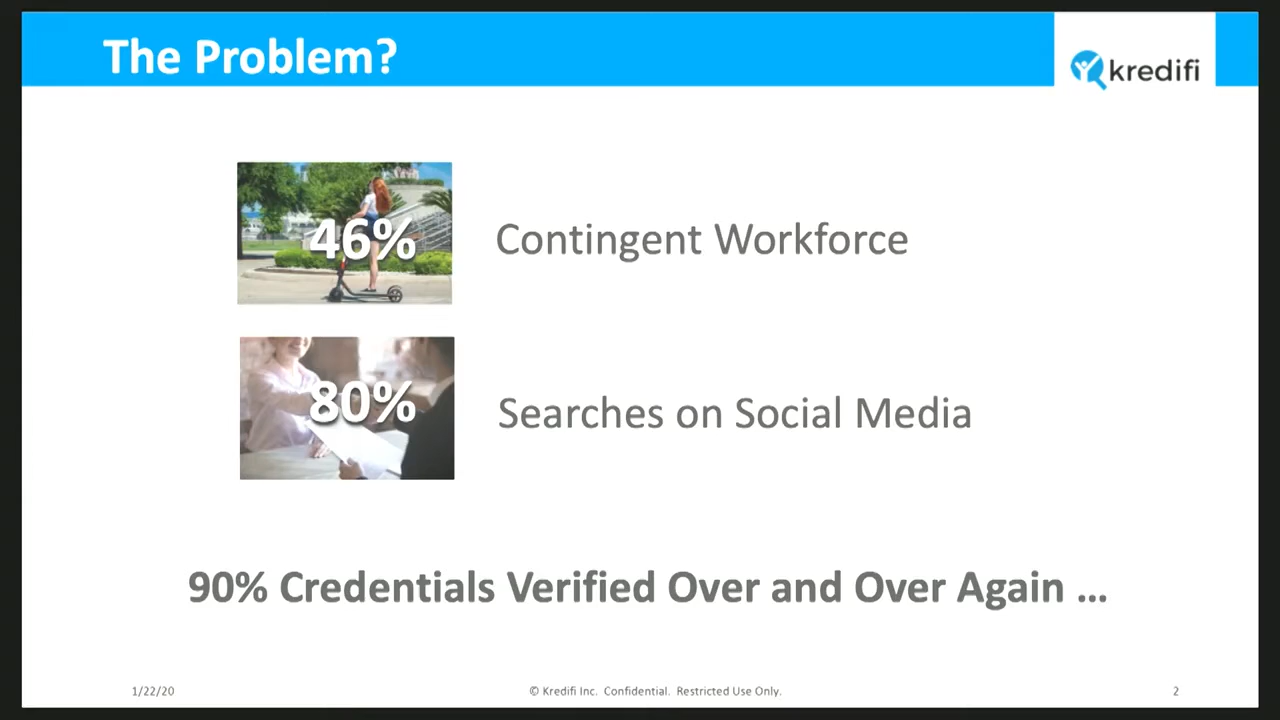 The Problem?
kredifi
46%
Contingent Workforce
80%
Searches on Social Media
90% Credentials Verified Over and Over Again ...
1/22/20
© Kredifi Inc. Confidential. Restricted Use Only.
2